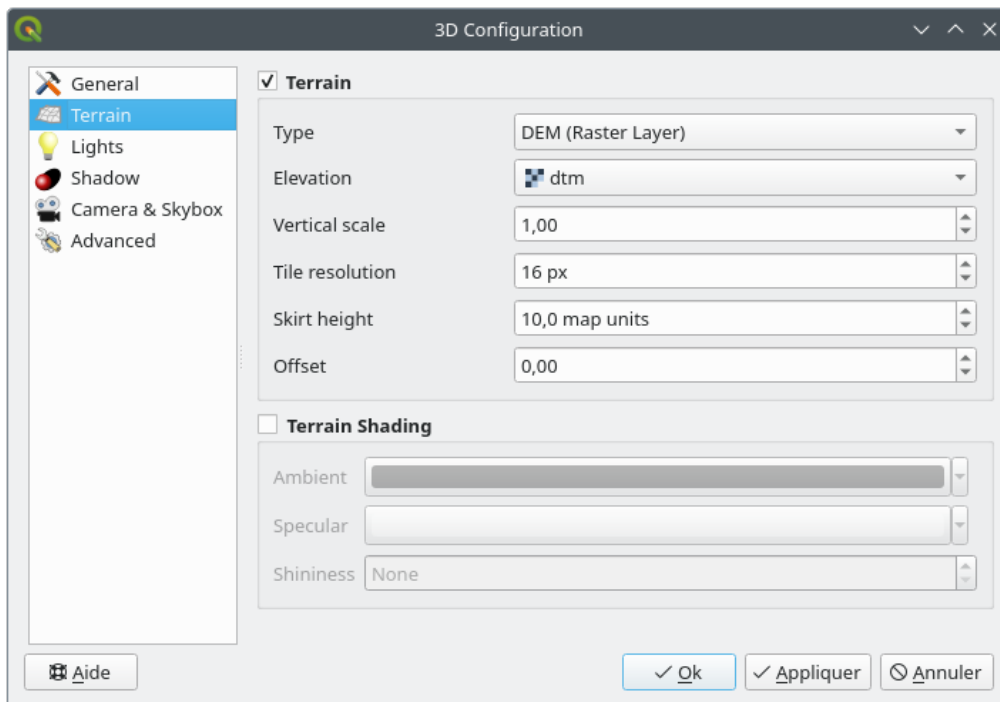 3D Configuration
General
Terrain
Lights
Shadow
Camera & Skybox
Advanced
Terrain
Type DEM (Raster Layer)
Elevation dtm
Vertical scale 1,00
Tile resolution 16 px
Skirt height 10,0 map units
Offset 0,00
Terrain Shading
Ambient
Specular
Shininess None
Aide Ok Appliquer Annuler